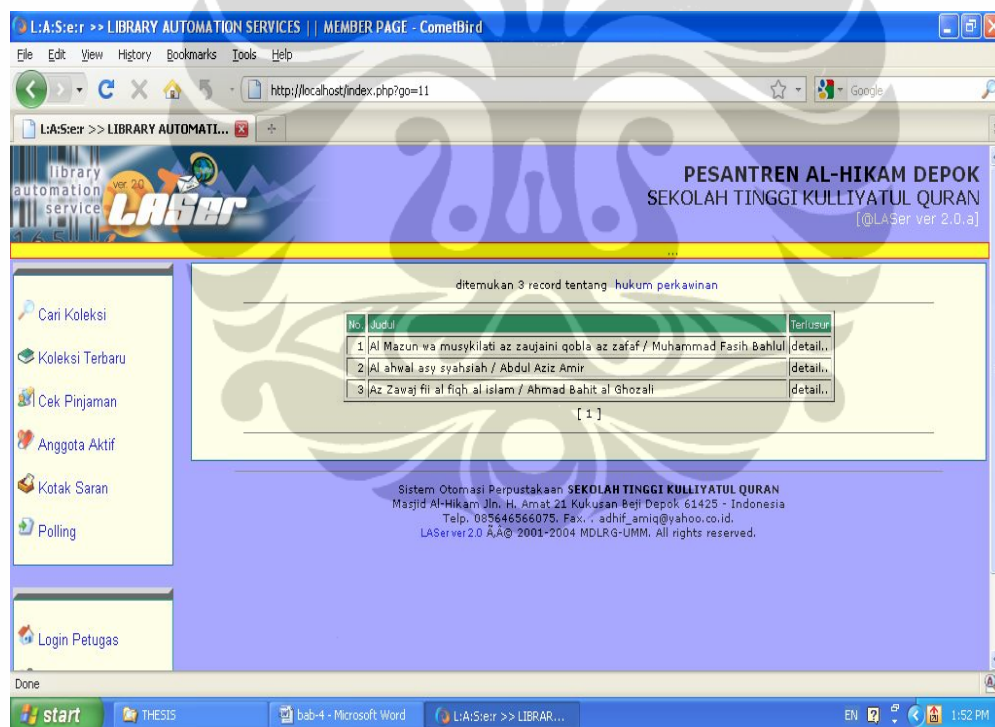 L:A:S:e:r >> LIBRARY AUTOMATION SERVICES || MEMBER PAGE - CometBird
File Edit View History Bookmarks Tools Help
http://localhost/index.php?go=11
Google
L:A:S:e:r >> LIBRARY AUTOMATI...
library
automation
service
ver. 2.0
LASer
PESANTREN AL-HIKAM DEPOK
SEKOLAH TINGGI KULLIYATUL QURAN
[@LASer ver 2.0.a]
...
Cari Koleksi
Koleksi Terbaru
Cek Pinjaman
Anggota Aktif
Kotak Saran
Polling
Login Petugas
ditemukan 3 record tentang hukum perkawinan
No. Judul Terlusur
1 Al Mazun wa musykilati az zaujaini qobla az zafaf / Muhammad Fasih Bahlul detail..
2 Al ahwal asy syahsiah / Abdul Aziz Amir detail..
3 Az Zawaj fii al fiqh al islam / Ahmad Bahit al Ghozali detail..
[ 1 ]
Sistem Otomasi Perpustakaan SEKOLAH TINGGI KULLIYATUL QURAN
Masjid Al-Hikam Jln. H. Amat 21 Kukusan Beji Depok 61425 - Indonesia
Telp. 085646566075. Fax. . adhif_amiq@yahoo.co.id.
LASer ver 2.0 Ã‚Â© 2001-2004 MDLRG-UMM. All rights reserved.
Done
start
THESIS
bab-4 - Microsoft Word
L:A:S:e:r >> LIBRAR...
EN
1:52 PM